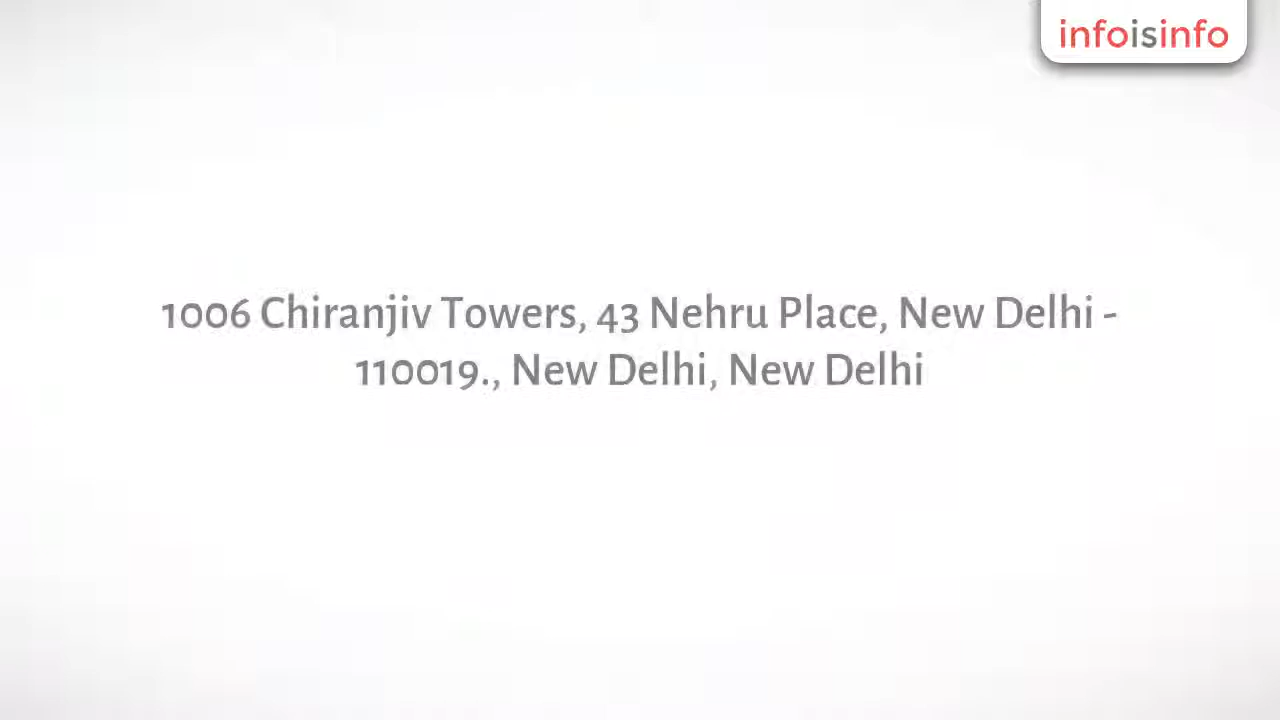 infoisinfo
1006 Chiranjiv Towers, 43 Nehru Place, New Delhi -
110019., New Delhi, New Delhi